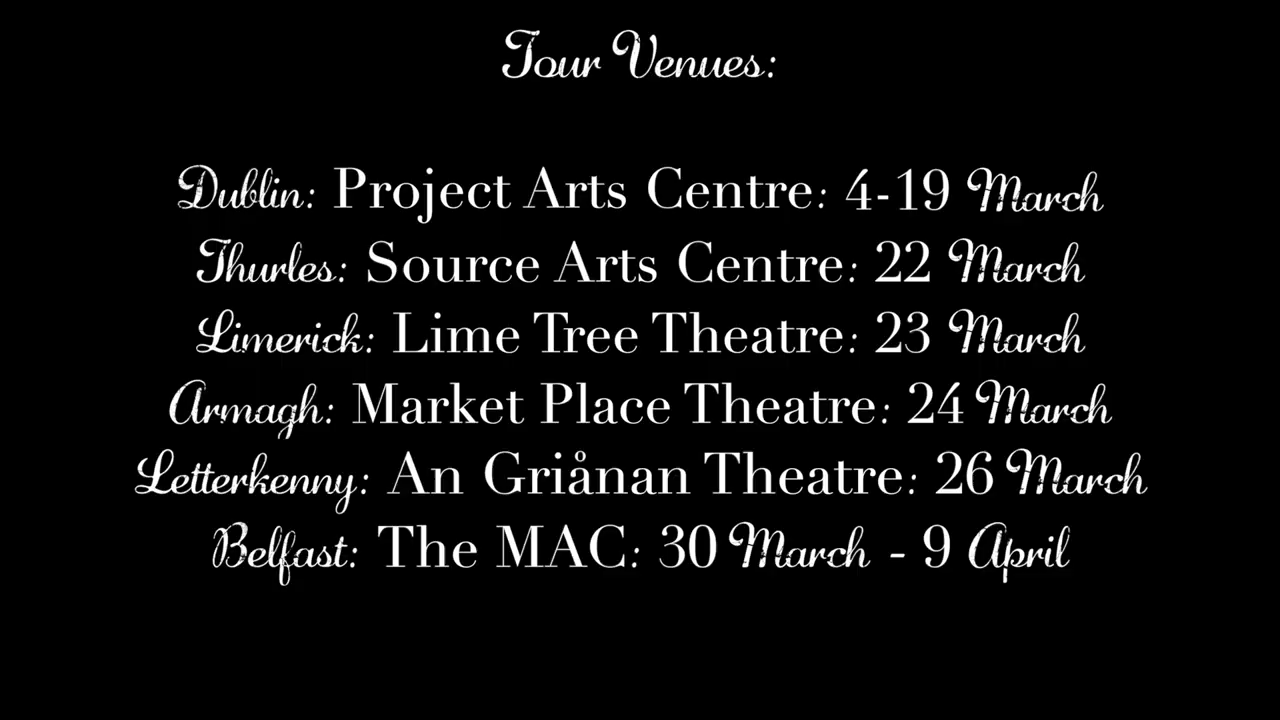 Tour Venues:
Dublin: Project Arts Centre: 4-19 March
Thurles: Source Arts Centre: 22 March
Limerick: Lime Tree Theatre: 23 March
Armagh: Market Place Theatre: 24 March
Letterkenny: An Griånan Theatre: 26 March
Belfast: The MAC: 30 March - 9 April